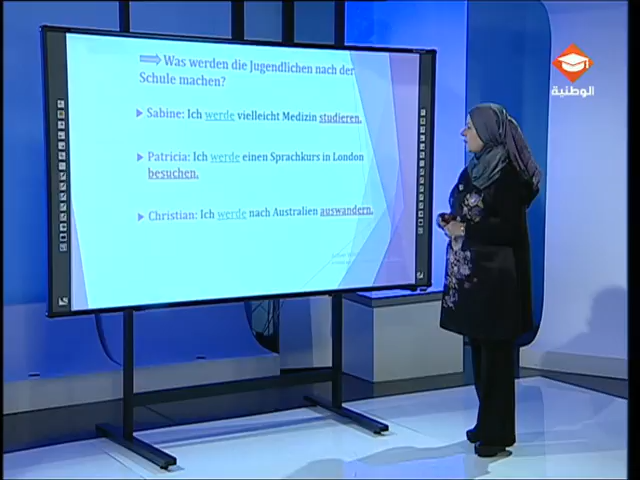 Was werden die Jugendlichen nach der
Schule machen?
Sabine: Ich werde vielleicht Medizin studieren.
Patricia: Ich werde einen Sprachkurs in London
besuchen.
Christian: Ich werde nach Australien auswandern.
الوطنية